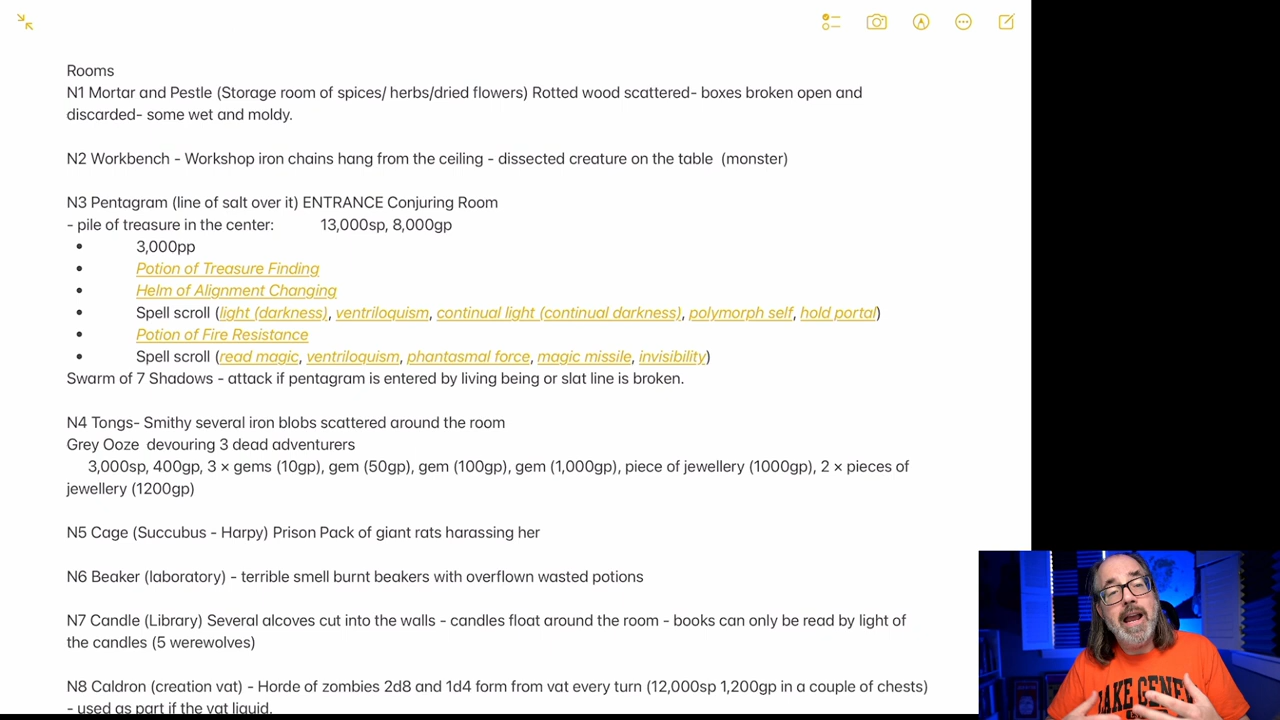 Rooms
N1 Mortar and Pestle (Storage room of spices/ herbs/dried flowers) Rotted wood scattered- boxes broken open and
discarded- some wet and moldy.
N2 Workbench - Workshop iron chains hang from the ceiling - dissected creature on the table  (monster)
N3 Pentagram (line of salt over it) ENTRANCE Conjuring Room
- pile of treasure in the center: 13,000sp, 8,000gp
• 3,000pp
• Potion of Treasure Finding
• Helm of Alignment Changing
• Spell scroll (light (darkness), ventriloquism, continual light (continual darkness), polymorph self, hold portal)
• Potion of Fire Resistance
• Spell scroll (read magic, ventriloquism, phantasmal force, magic missile, invisibility)
Swarm of 7 Shadows - attack if pentagram is entered by living being or slat line is broken.
N4 Tongs- Smithy several iron blobs scattered around the room
Grey Ooze  devouring 3 dead adventurers
3,000sp, 400gp, 3 × gems (10gp), gem (50gp), gem (100gp), gem (1,000gp), piece of jewellery (1000gp), 2 × pieces of
jewellery (1200gp)
N5 Cage (Succubus - Harpy) Prison Pack of giant rats harassing her
N6 Beaker (laboratory) - terrible smell burnt beakers with overflown wasted potions
N7 Candle (Library) Several alcoves cut into the walls - candles float around the room - books can only be read by light of
the candles (5 werewolves)
N8 Caldron (creation vat) - Horde of zombies 2d8 and 1d4 form from vat every turn (12,000sp 1,200gp in a couple of chests)
- used as part if the vat liquid.
LAKE GENE